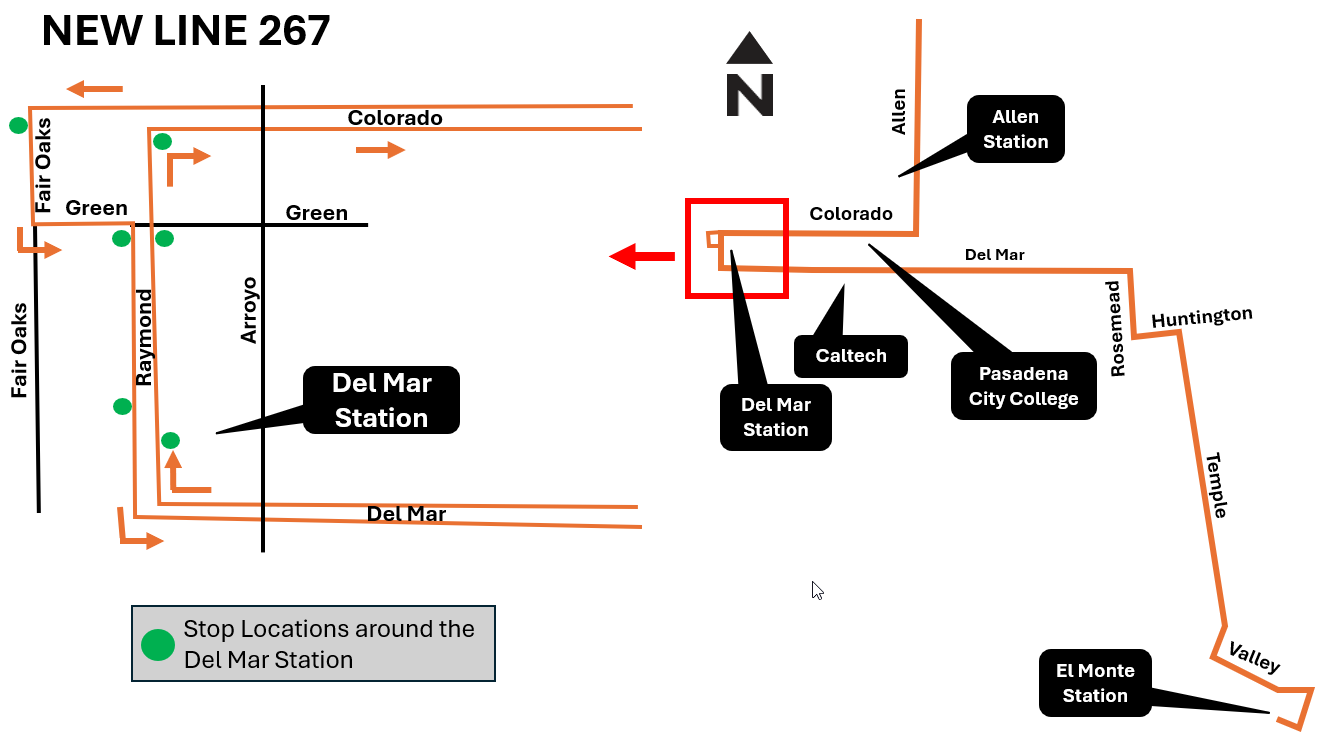 NEW LINE 267
Colorado
Fair Oaks
Green
Green
Fair Oaks
Raymond
Arroyo
Del Mar
Station
Del Mar
Stop Locations around the
Del Mar Station
N
Allen
Allen
Station
Colorado
Del Mar
Rosemead
Huntington
Caltech
Pasadena
City College
Del Mar
Station
Temple
Valley
El Monte
Station